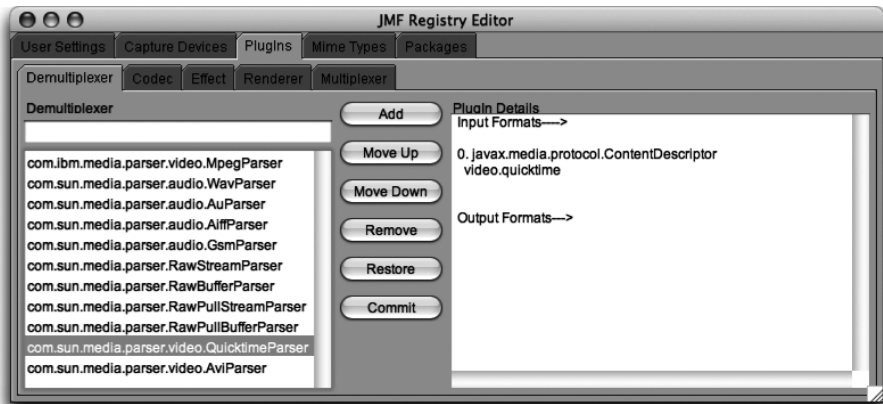 JMF Registry Editor
User Settings Capture Devices PlugIns Mime Types Packages
Demultiplexer Codec Effect Renderer Multiplexer
Demultiplexer
com.ibm.media.parser.video.MpegParser
com.sun.media.parser.audio.WavParser
com.sun.media.parser.audio.AuParser
com.sun.media.parser.audio.AiffParser
com.sun.media.parser.audio.GsmParser
com.sun.media.parser.RawStreamParser
com.sun.media.parser.RawBufferParser
com.sun.media.parser.RawPullStreamParser
com.sun.media.parser.RawPullBufferParser
com.sun.media.parser.video.QuicktimeParser
com.sun.media.parser.video.AviParser
Add
Move Up
Move Down
Remove
Restore
Commit
PlugIn Details
Input Formats---->
0. javax.media.protocol.ContentDescriptor
video.quicktime
Output Formats--->